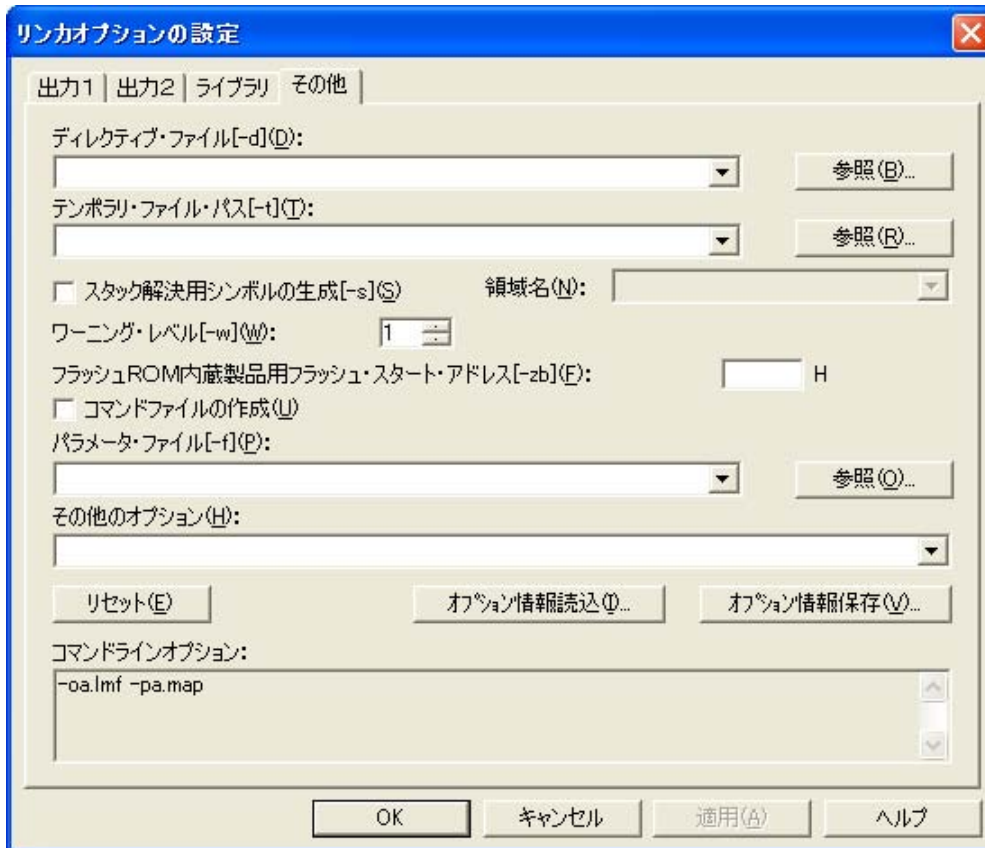 リンカオプションの設定
出力1 出力2 ライブラリ その他
ディレクティブ・ファイル[-d](D):
参照(B)...
テンポラリ・ファイル・パス[-t](T):
参照(R)...
スタック解決用シンボルの生成[-s](S) 領域名(N):
ワーニング・レベル[-w](W): 1
フラッシュROM内蔵製品用フラッシュ・スタート・アドレス[-zb](F): H
コマンドファイルの作成(U)
パラメータ・ファイル[-f](P):
参照(O)...
その他のオプション(H):
リセット(E) オプション情報読込(I)... オプション情報保存(V)...
コマンドラインオプション:
-oa.lmf -pa.map
OK キャンセル 適用(A) ヘルプ